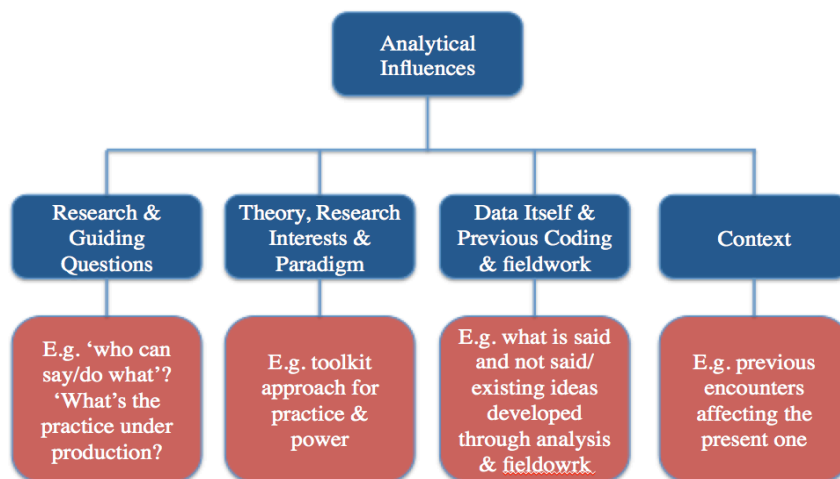 Analytical
Influences
Research &
Guiding
Questions
Theory, Research
Interests &
Paradigm
Data Itself &
Previous Coding
& fieldwork
Context
E.g. ‘who can
say/do what’?
‘What’s the
practice under
production?
E.g. toolkit
approach for
practice &
power
E.g. what is said
and not said/
existing ideas
developed
through analysis
& fieldowrk
E.g. previous
encounters
affecting the
present one